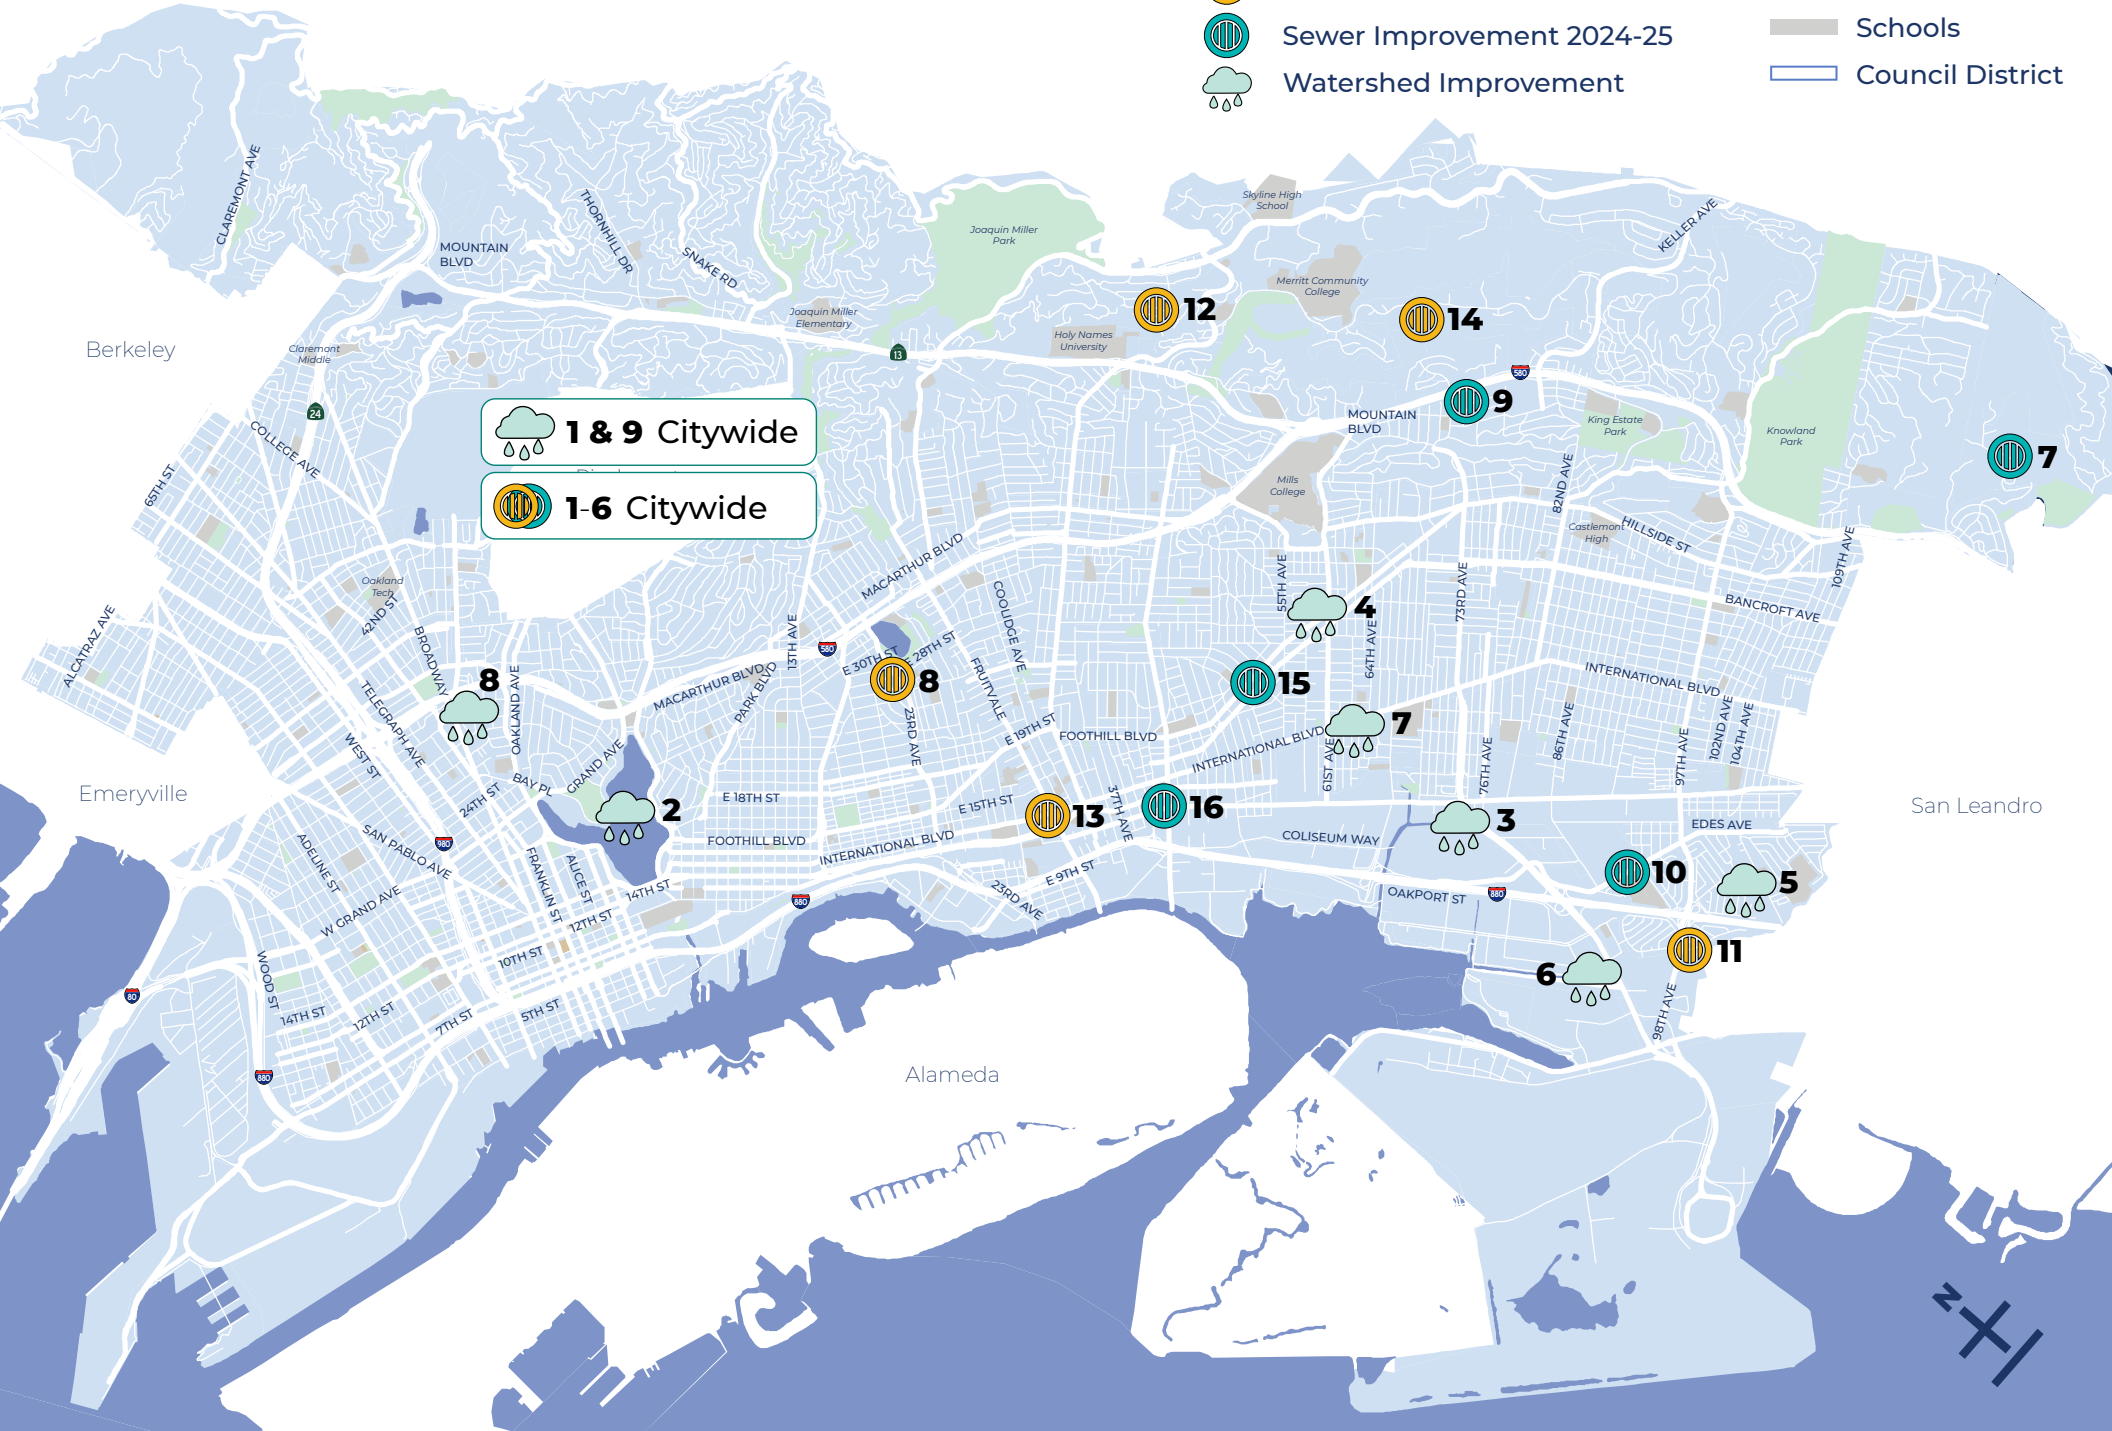 Sewer Improvement 2024-25
Watershed Improvement
Schools
Council District
CLAREMONT AVE
MOUNTAIN
BLVD
THORNHILL DR
SNAKE RD
Joaquin Miller
Park
Skyline High
School
KELLER AVE
Merritt Community
College
Joaquin Miller
Elementary
Holy Names
University
12
14
13
Berkeley
Claremont
Middle
24
580
9
MOUNTAIN
BLVD
King Estate
Park
Knowland
Park
7
COLLEGE AVE
1 & 9 Citywide
1-6 Citywide
65TH ST
Mills
College
82ND AVE
Castlemont
High
HILLSIDE ST
109TH AVE
MACARTHUR BLVD
Oakland
Tech
42ND ST
ALCATRAZ AVE
BROADWAY
COOLIDGE AVE
55TH AVE
4
64TH AVE
73RD AVE
BANCROFT AVE
13TH AVE
580
E 30TH ST
E 28TH ST
8
8
OAKLAND AVE
MACARTHUR BLVD
PARK BLVD
FRUITVALE
15
INTERNATIONAL BLVD
TELEGRAPH AVE
WEST ST
23RD AVE
E 19TH ST
FOOTHILL BLVD
INTERNATIONAL BLVD
7
61ST AVE
76TH AVE
86TH AVE
97TH AVE
102ND AVE
104TH AVE
Emeryville
24TH ST
BAY PL
GRAND AVE
2
E 18TH ST
E 15TH ST
13
37TH AVE
16
3
San Leandro
EDES AVE
ADELINE ST
SAN PABLO AVE
980
FOOTHILL BLVD
INTERNATIONAL BLVD
COLISEUM WAY
10
5
W GRAND AVE
FRANKLIN ST
ALICE ST
14TH ST
12TH ST
880
23RD AVE
E 9TH ST
OAKPORT ST
880
11
WOOD ST
10TH ST
6
80
14TH ST
12TH ST
7TH ST
5TH ST
98TH AVE
880
Alameda
N